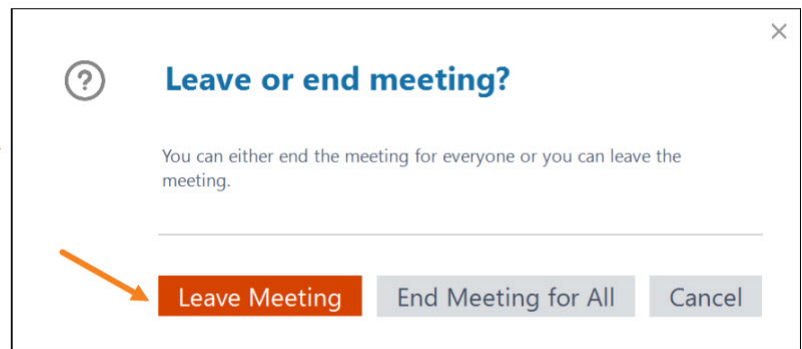 Leave or end meeting?
You can either end the meeting for everyone or you can leave the
meeting.
Leave Meeting End Meeting for All Cancel